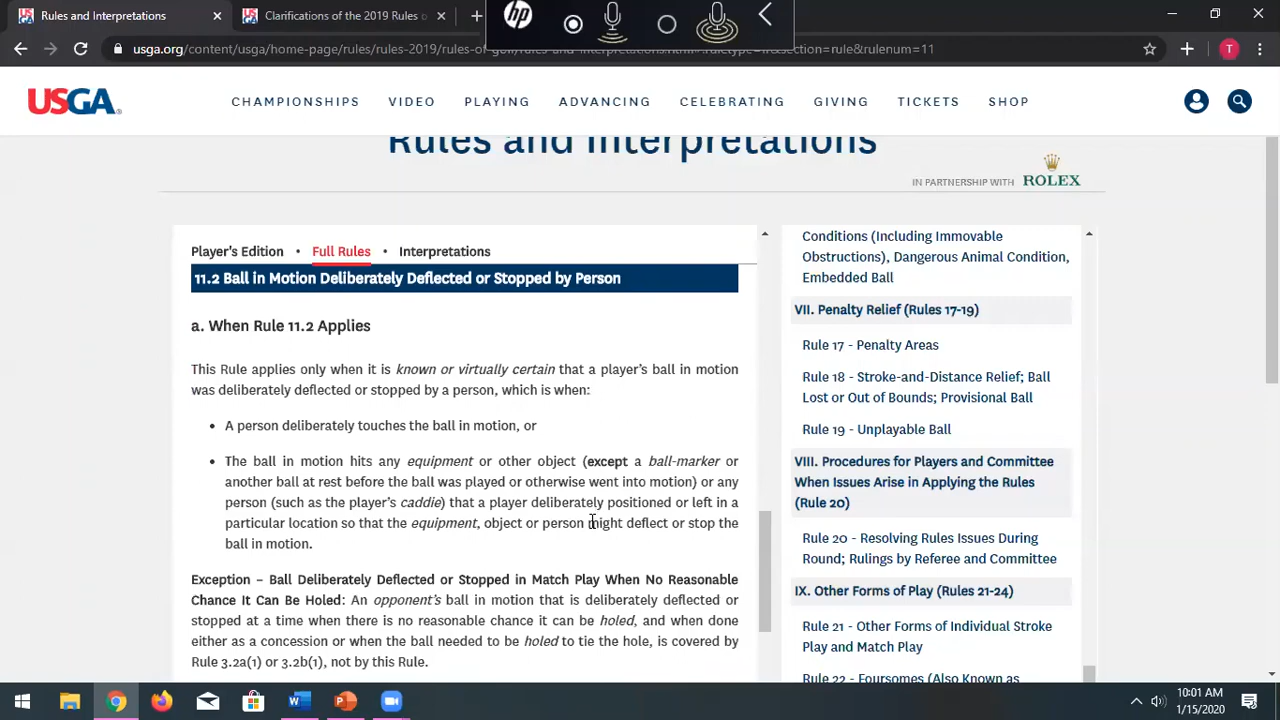 Rules and Interpretations
Clarifications of the 2019 Rules o
hp
usga.org/content/usga/home-page/rules/rules-2019/rules-of-golf/rules-and-interpretations.html
section=rule&rulenum=11
T
USGA
CHAMPIONSHIPS VIDEO PLAYING ADVANCING CELEBRATING GIVING TICKETS SHOP
Rules and Interpretations
IN PARTNERSHIP WITH ROLEX
Player's Edition • Full Rules • Interpretations
11.2 Ball in Motion Deliberately Deflected or Stopped by Person
a. When Rule 11.2 Applies
This Rule applies only when it is known or virtually certain that a player's ball in motion
was deliberately deflected or stopped by a person, which is when:
• A person deliberately touches the ball in motion, or
• The ball in motion hits any equipment or other object (except a ball-marker or
another ball at rest before the ball was played or otherwise went into motion) or any
person (such as the player's caddie) that a player deliberately positioned or left in a
particular location so that the equipment, object or person might deflect or stop the
ball in motion.
Exception – Ball Deliberately Deflected or Stopped in Match Play When No Reasonable
Chance It Can Be Holed: An opponent's ball in motion that is deliberately deflected or
stopped at a time when there is no reasonable chance it can be holed, and when done
either as a concession or when the ball needed to be holed to tie the hole, is covered by
Rule 3.2a(1) or 3.2b(1), not by this Rule.
Conditions (Including Immovable
Obstructions), Dangerous Animal Condition,
Embedded Ball
VII. Penalty Relief (Rules 17-19)
Rule 17 - Penalty Areas
Rule 18 - Stroke-and-Distance Relief; Ball
Lost or Out of Bounds; Provisional Ball
Rule 19 - Unplayable Ball
VIII. Procedures for Players and Committee
When Issues Arise in Applying the Rules
(Rule 20)
Rule 20 - Resolving Rules Issues During
Round; Rulings by Referee and Committee
IX. Other Forms of Play (Rules 21-24)
Rule 21 - Other Forms of Individual Stroke
Play and Match Play
Rule 22 - Foursomes (Also Known as
10:01 AM
1/15/2020